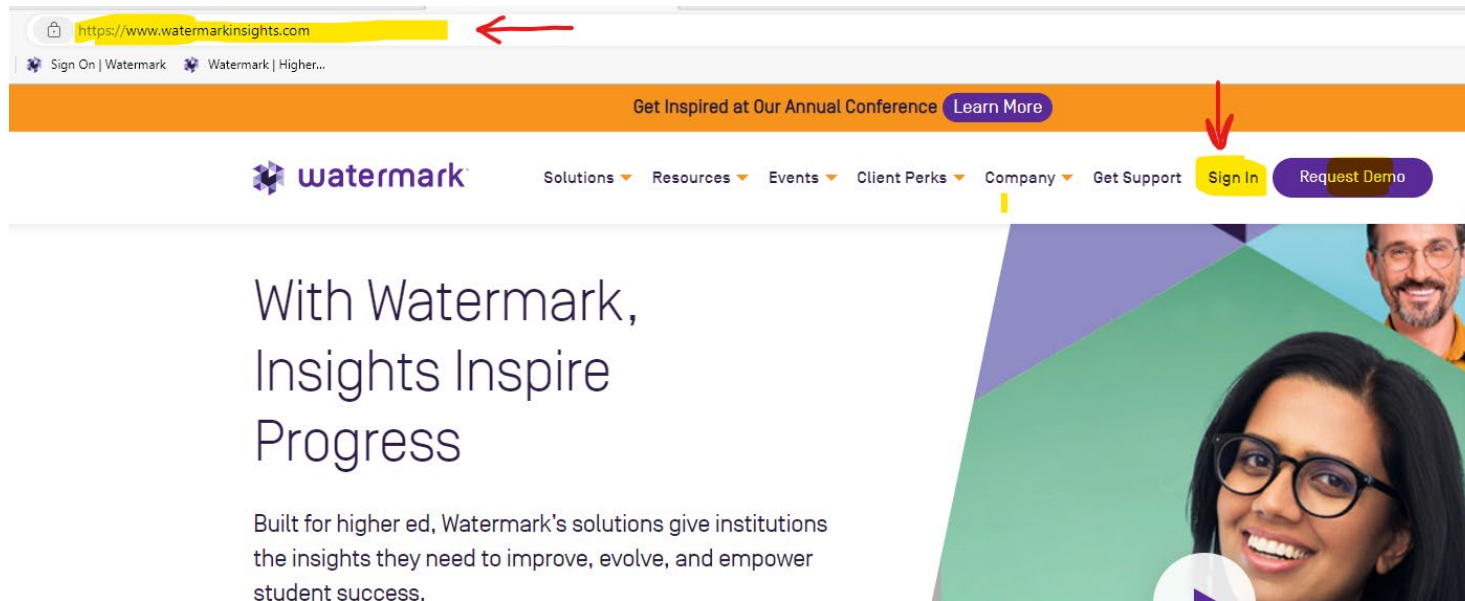 https://www.watermarkinsights.com
Sign On | Watermark Watermark | Higher...
Get Inspired at Our Annual Conference Learn More
watermark Solutions Resources Events Client Perks Company Get Support Sign In Request Demo
With Watermark,
Insights Inspire
Progress
Built for higher ed, Watermark's solutions give institutions
the insights they need to improve, evolve, and empower
student success.